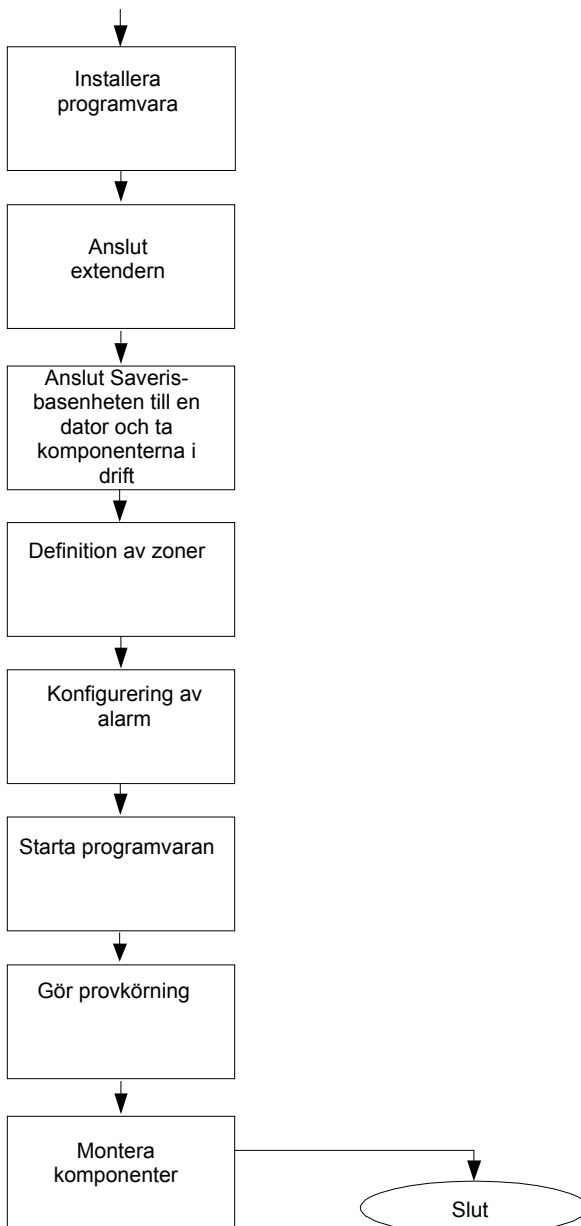 Installera
programvara
Anslut
extendern
Anslut Saveris-
basenheten till en
dator och ta
komponenterna i
drift
Definition av zoner
Konfigurering av
alarm
Starta programvaran
Gör provkörning
Montera
komponenter
Slut